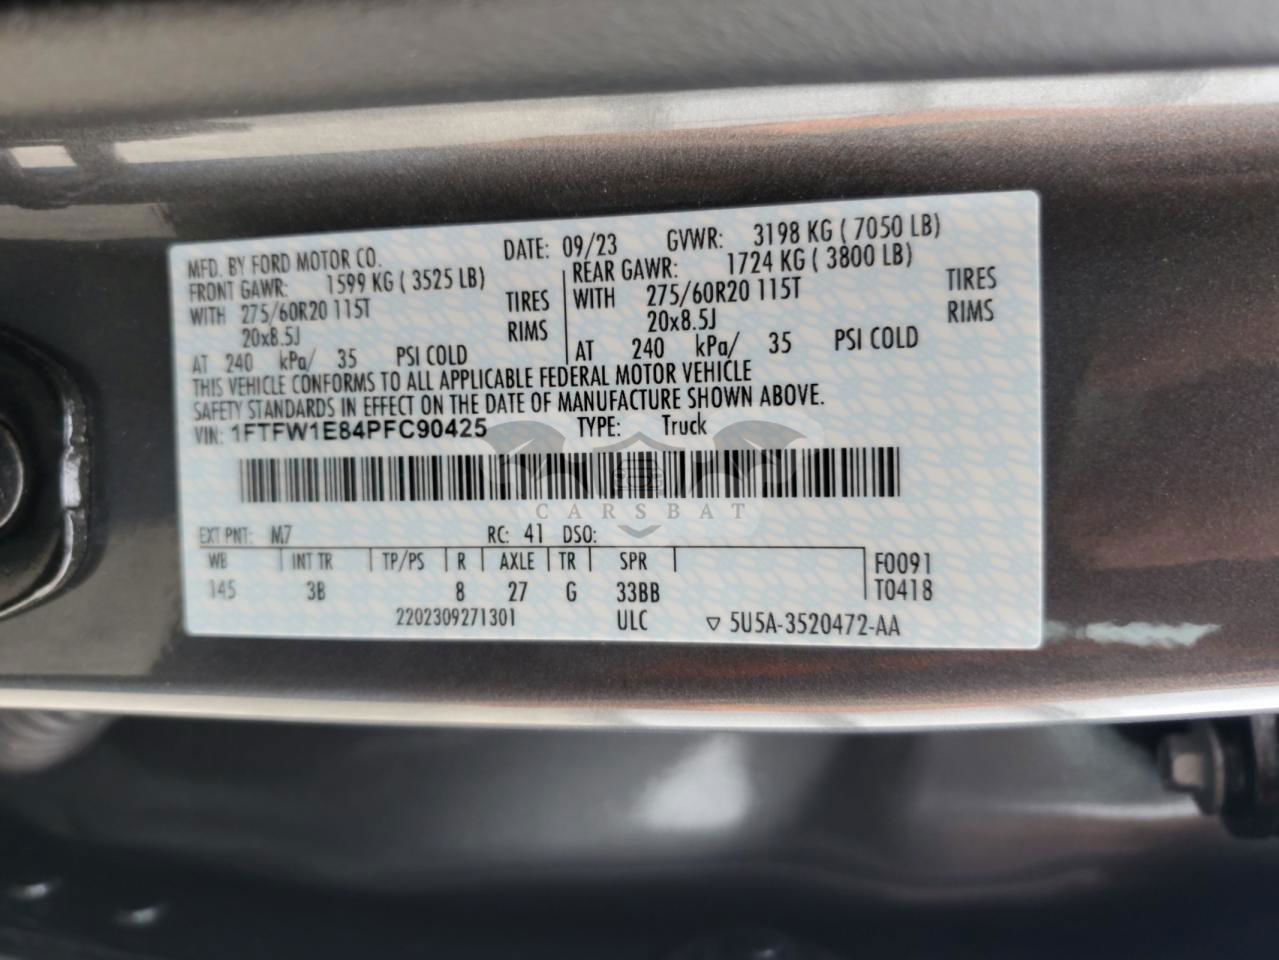 MFD. BY FORD MOTOR CO. DATE: 09/23 GVWR: 3198 KG ( 7050 LB)
FRONT GAWR: 1599 KG ( 3525 LB) REAR GAWR: 1724 KG ( 3800 LB)
WITH 275/60R20 115T TIRES WITH 275/60R20 115T TIRES
20x8.5J RIMS 20x8.5J RIMS
AT 240 kPa/ 35 PSI COLD AT 240 kPa/ 35 PSI COLD
THIS VEHICLE CONFORMS TO ALL APPLICABLE FEDERAL MOTOR VEHICLE
SAFETY STANDARDS IN EFFECT ON THE DATE OF MANUFACTURE SHOWN ABOVE.
VIN: 1FTFW1E84PFC90425 TYPE: Truck
CARSBAT
EXT PNT: M7 RC: 41 DSO:
WB INT TR TP/PS R AXLE TR SPR F0091
145 3B 8 27 G 33BB T0418
2202309271301 ULC ▽ 5U5A-3520472-AA